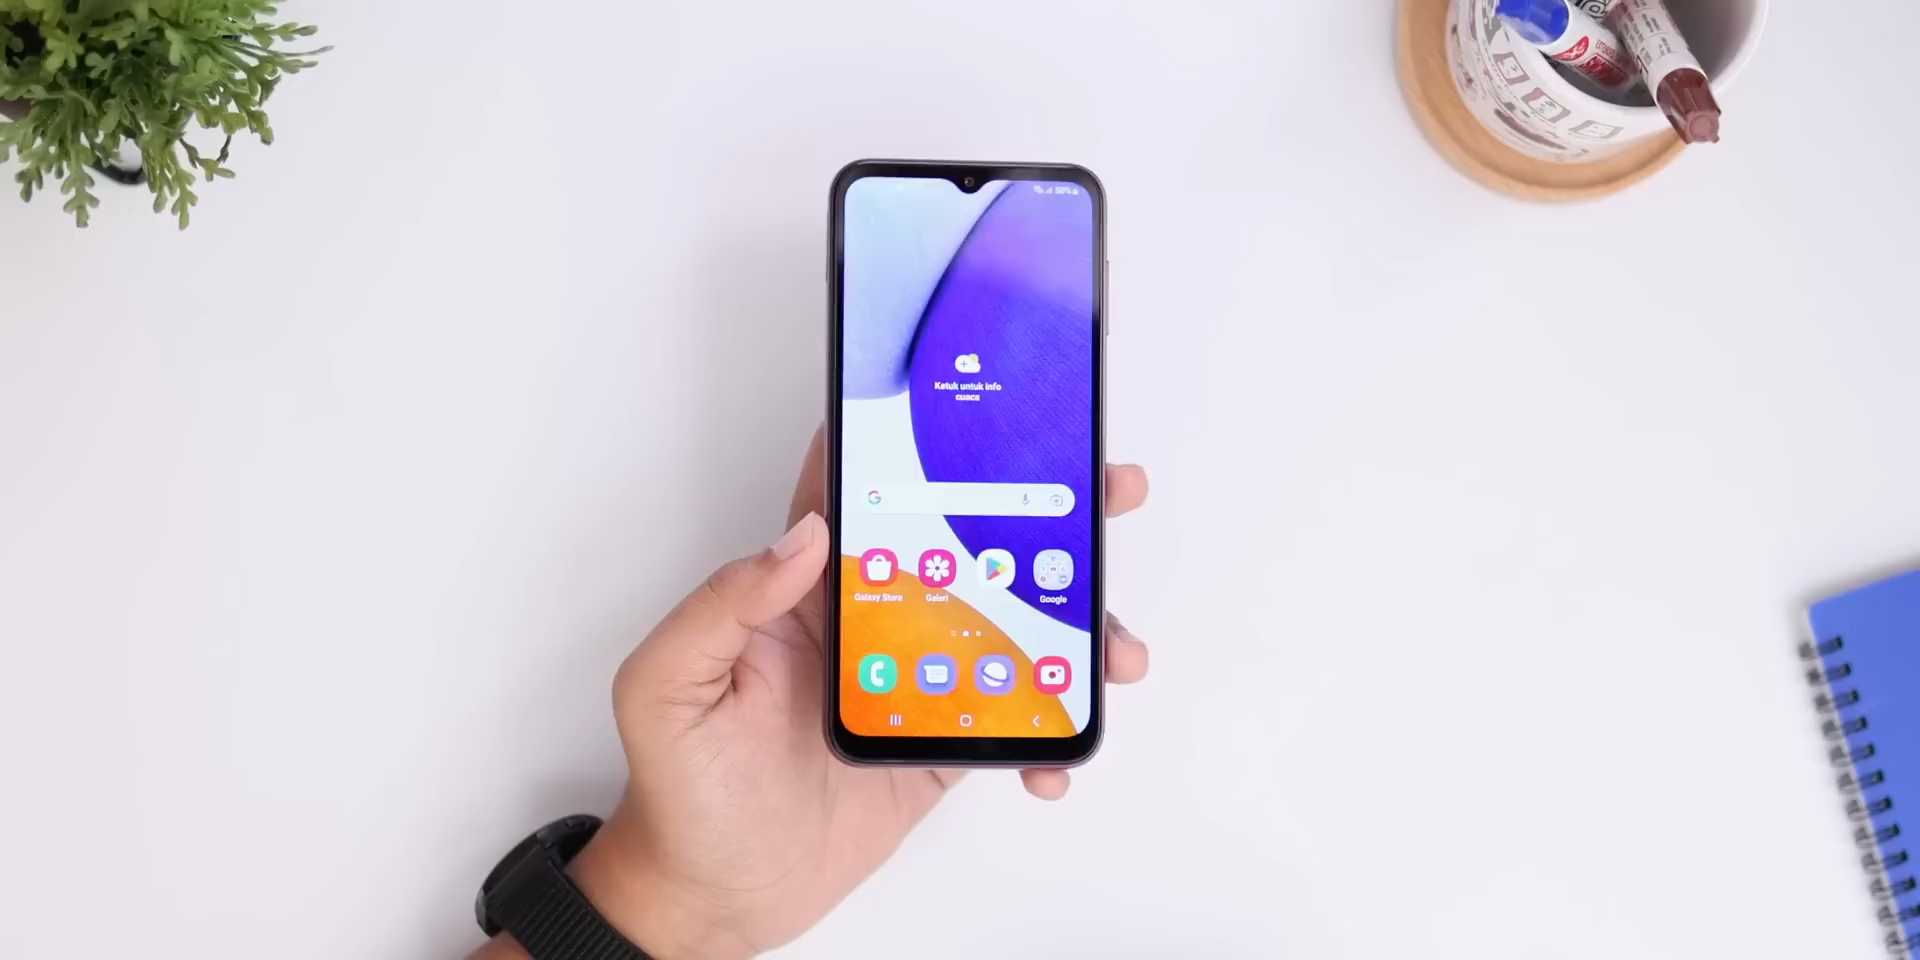 Ketuk untuk info
cuaca
Galaxy Store
Galeri
Google